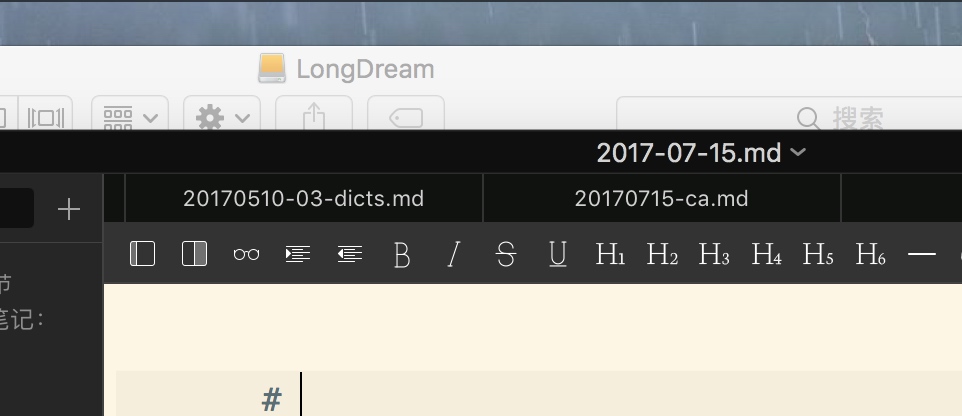 LongDream
搜索
2017-07-15.md
20170510-03-dicts.md
20170715-ca.md
B I S U H1 H2 H3 H4 H5 H6
节
笔记：
#